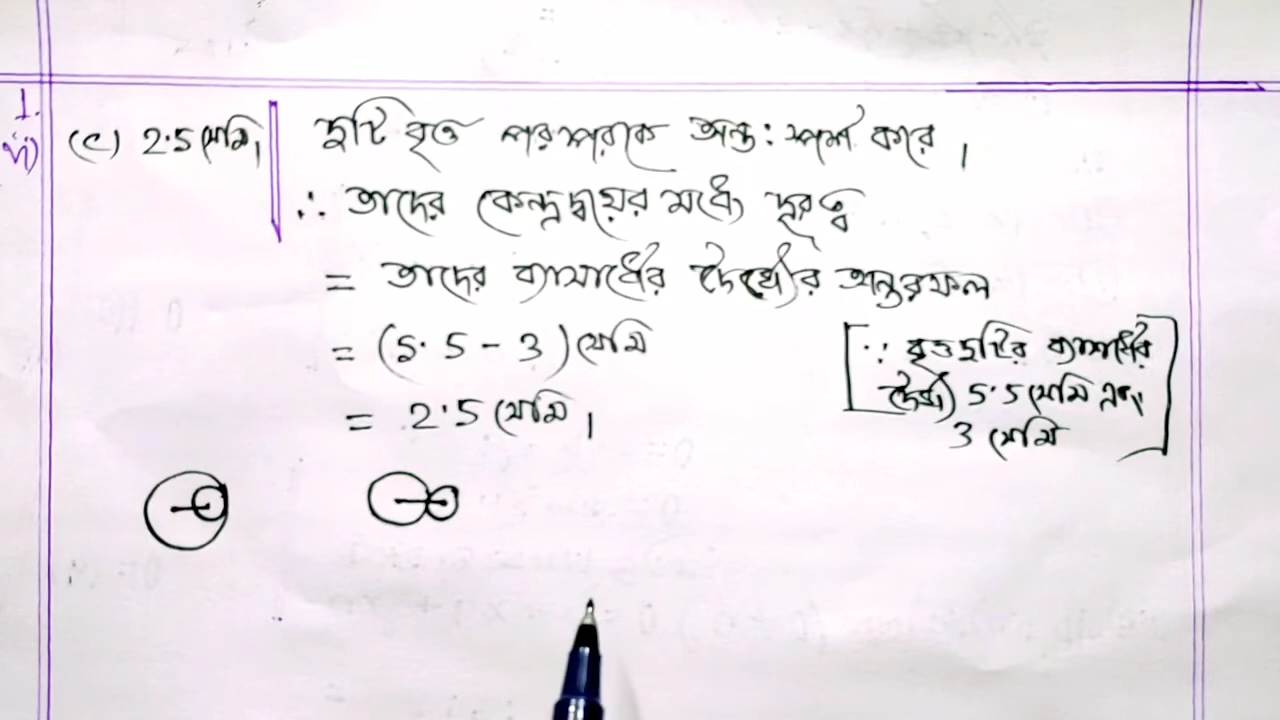 1.
vi) (c) 2.5 সেমি। দুটি বৃত্ত পরস্পরকে অন্তঃস্পর্শ করে।
∴ তাদের কেন্দ্রদ্বয়ের মধ্যে দূরত্ব
= তাদের ব্যাসার্ধের দৈর্ঘ্যের অন্তরফল
= (5.5 - 3) সেমি
= 2.5 সেমি।
[∵ বৃত্তদুটির ব্যাসার্ধের
দৈর্ঘ্য 5.5 সেমি এবং
3 সেমি]